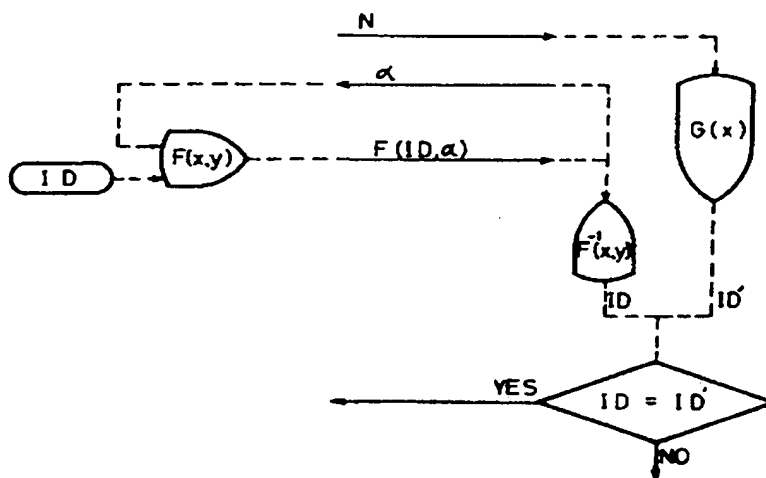 N
α
G(x)
F(x,y)
F(ID,α)
ID
F⁻¹(x,y)
ID
ID′
YES
ID = ID′
NO